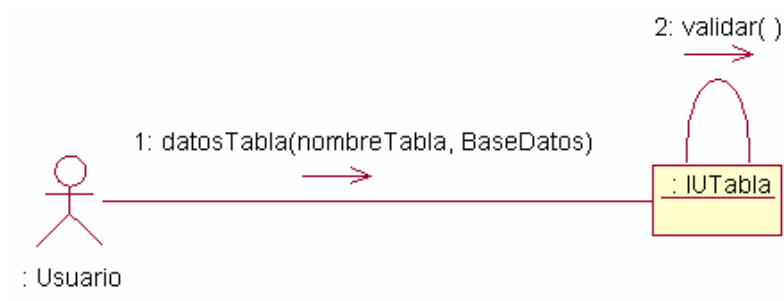 2: validar( )
1: datosTabla(nombreTabla, BaseDatos)
: IUTabla
: Usuario